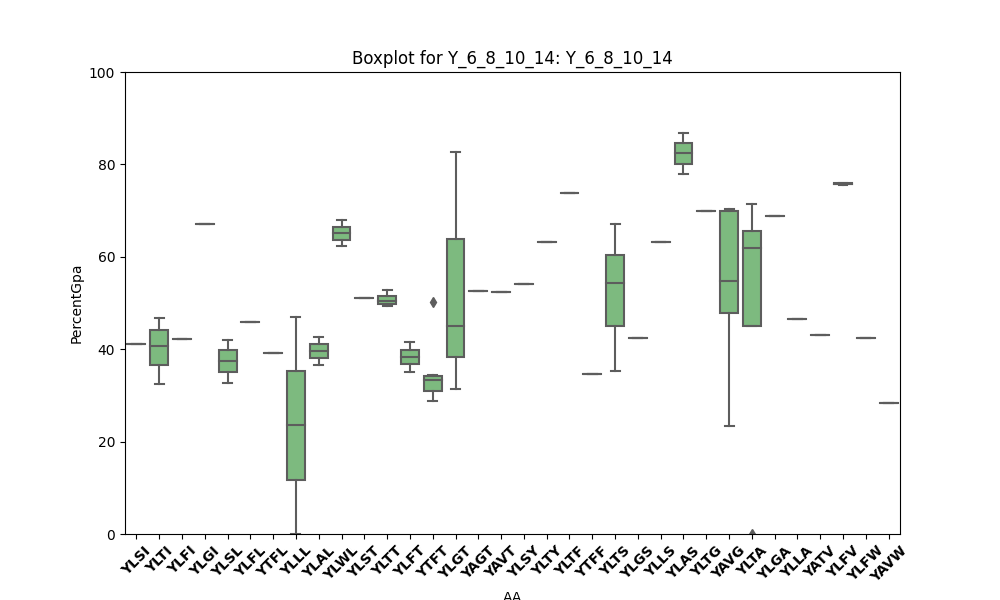 Boxplot for Y_6_8_10_14: Y_6_8_10_14
100
80
60
40
20
0
PercentGpa
YLSI YLTI YLFI YLGI YLSL YLFL YTFL YLLL YLAL YLWL YLST YLTT YLFT YTFT YLGT YAGT YAVT YLSY YLTY YLTF YTFF YLTS YLGS YLLS YLAS YLTG YAVG YLTA YLGA YLLA YATV YLFV YLFW YAVW
AA